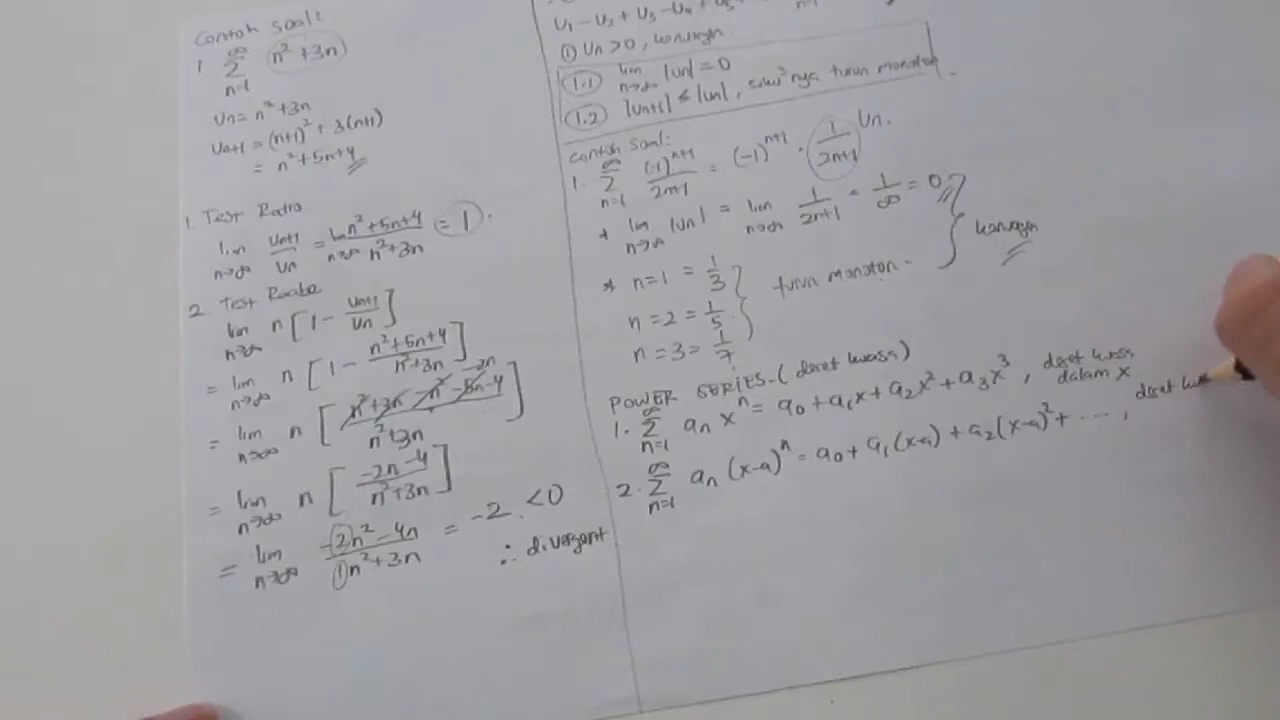 Contoh soal:
1. ∞ Σ n=1 (n² + 3n)
Un = n² + 3n
Un+1 = (n+1)² + 3(n+1)
= n² + 5n + 4
1. Test Ratio
lim n→∞ Un+1/Un = lim n→∞ (n² + 5n + 4)/(n² + 3n) = 1.
2. Test Raabe
lim n→∞ n [1 - Un+1/Un]
= lim n→∞ n [1 - (n² + 5n + 4)/(n² + 3n)]
= lim n→∞ n [(n² + 3n - n² - 5n - 4)/(n² + 3n)] -2n
= lim n→∞ n [(-2n - 4)/(n² + 3n)]
= lim n→∞ (-2n² - 4n)/(1n² + 3n) = -2. < 0
∴ divergent
U1 - U2 + U3 - U4 + U5
n=1
① Un > 0, konvergen
(1.1) lim n→∞ |Un| = 0
(1.2) |Un+1| ≤ |Un|, suku²nya turun monoton.
Contoh soal:
1. ∞ Σ n=1 (-1)^(n+1)/(2n+1) = (-1)^(n+1) · 1/(2n+1) Un.
* lim n→∞ |Un| = lim n→∞ 1/(2n+1) = 1/∞ = 0
* n=1 = 1/3
n=2 = 1/5
n=3 = 1/7
} turun monoton.
} konvergen
POWER SERIES - (deret kuasa)
1. ∞ Σ n=1 an xⁿ = a0 + a1x + a2x² + a3x³, deret kuasa dalam x
2. ∞ Σ n=1 an (x-a)ⁿ = a0 + a1(x-a) + a2(x-a)² + ...., deret